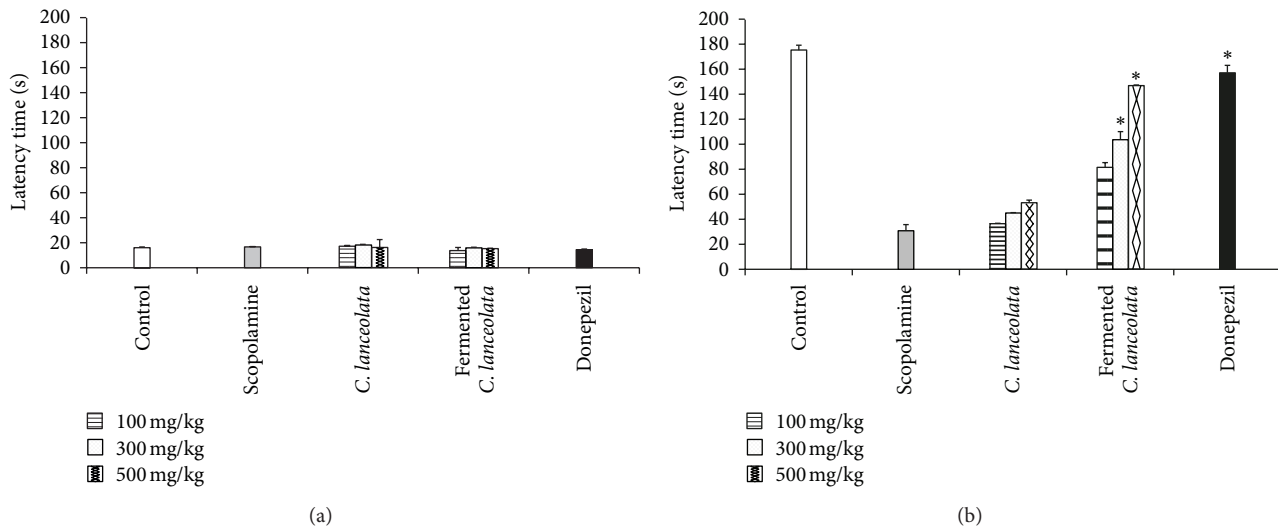 200
180
160
140
120
100
80
60
40
20
0
Latency time (s)
Control
Scopolamine
C. lanceolata
Fermented
C. lanceolata
Donepezil
100 mg/kg
300 mg/kg
500 mg/kg
(a)
200
180
160
140
120
100
80
60
40
20
0
Latency time (s)
*
*
*
Control
Scopolamine
C. lanceolata
Fermented
C. lanceolata
Donepezil
100 mg/kg
300 mg/kg
500 mg/kg
(b)